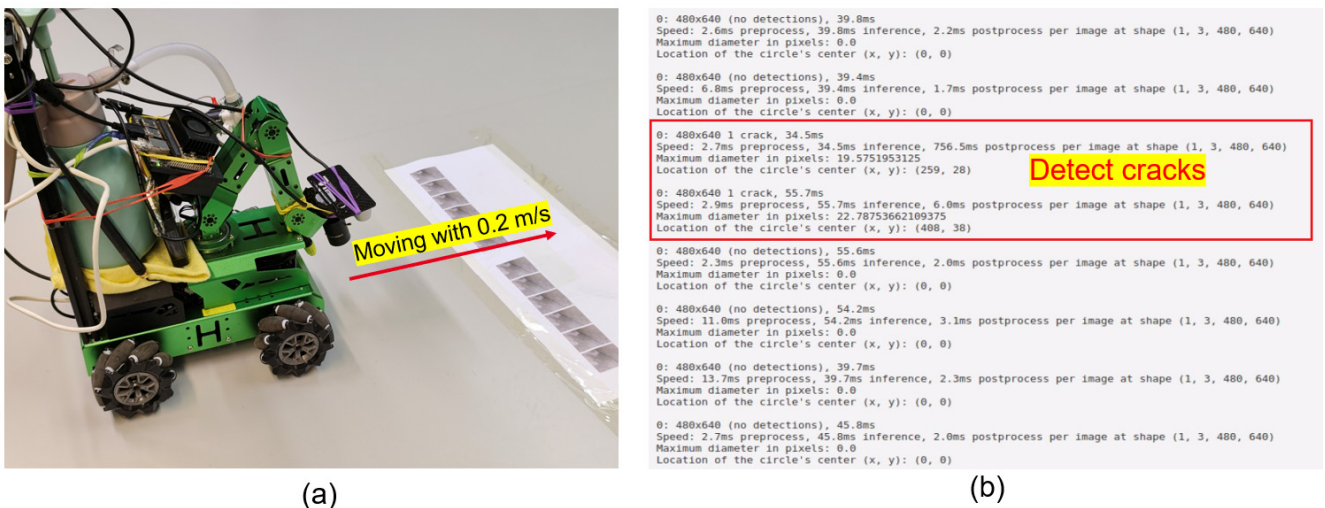 H
H
Moving with 0.2 m/s
(a)
0: 480x640 (no detections), 39.8ms
Speed: 2.6ms preprocess, 39.8ms inference, 2.2ms postprocess per image at shape (1, 3, 480, 640)
Maximum diameter in pixels: 0.0
Location of the circle's center (x, y): (0, 0)
0: 480x640 (no detections), 39.4ms
Speed: 6.8ms preprocess, 39.4ms inference, 1.7ms postprocess per image at shape (1, 3, 480, 640)
Maximum diameter in pixels: 0.0
Location of the circle's center (x, y): (0, 0)
0: 480x640 1 crack, 34.5ms
Speed: 2.7ms preprocess, 34.5ms inference, 756.5ms postprocess per image at shape (1, 3, 480, 640)
Maximum diameter in pixels: 19.5751953125
Location of the circle's center (x, y): (259, 28)
Detect cracks
0: 480x640 1 crack, 55.7ms
Speed: 2.9ms preprocess, 55.7ms inference, 6.0ms postprocess per image at shape (1, 3, 480, 640)
Maximum diameter in pixels: 22.78753662109375
Location of the circle's center (x, y): (408, 38)
0: 480x640 (no detections), 55.6ms
Speed: 2.3ms preprocess, 55.6ms inference, 2.0ms postprocess per image at shape (1, 3, 480, 640)
Maximum diameter in pixels: 0.0
Location of the circle's center (x, y): (0, 0)
0: 480x640 (no detections), 54.2ms
Speed: 11.0ms preprocess, 54.2ms inference, 3.1ms postprocess per image at shape (1, 3, 480, 640)
Maximum diameter in pixels: 0.0
Location of the circle's center (x, y): (0, 0)
0: 480x640 (no detections), 39.7ms
Speed: 13.7ms preprocess, 39.7ms inference, 2.3ms postprocess per image at shape (1, 3, 480, 640)
Maximum diameter in pixels: 0.0
Location of the circle's center (x, y): (0, 0)
0: 480x640 (no detections), 45.8ms
Speed: 2.7ms preprocess, 45.8ms inference, 2.0ms postprocess per image at shape (1, 3, 480, 640)
Maximum diameter in pixels: 0.0
Location of the circle's center (x, y): (0, 0)
(b)